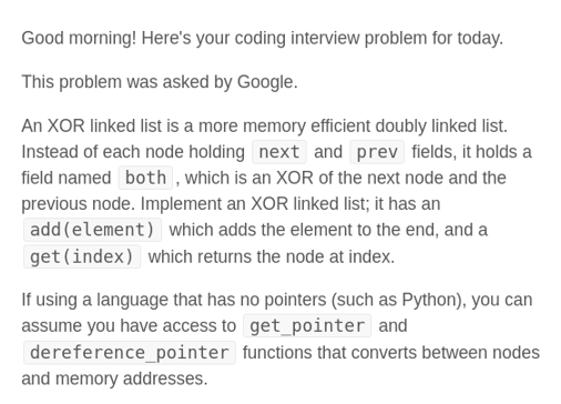 Good morning! Here's your coding interview problem for today.
This problem was asked by Google.
An XOR linked list is a more memory efficient doubly linked list.
Instead of each node holding next and prev fields, it holds a
field named both, which is an XOR of the next node and the
previous node. Implement an XOR linked list; it has an
add(element) which adds the element to the end, and a
get(index) which returns the node at index.
If using a language that has no pointers (such as Python), you can
assume you have access to get_pointer and
dereference_pointer functions that converts between nodes
and memory addresses.